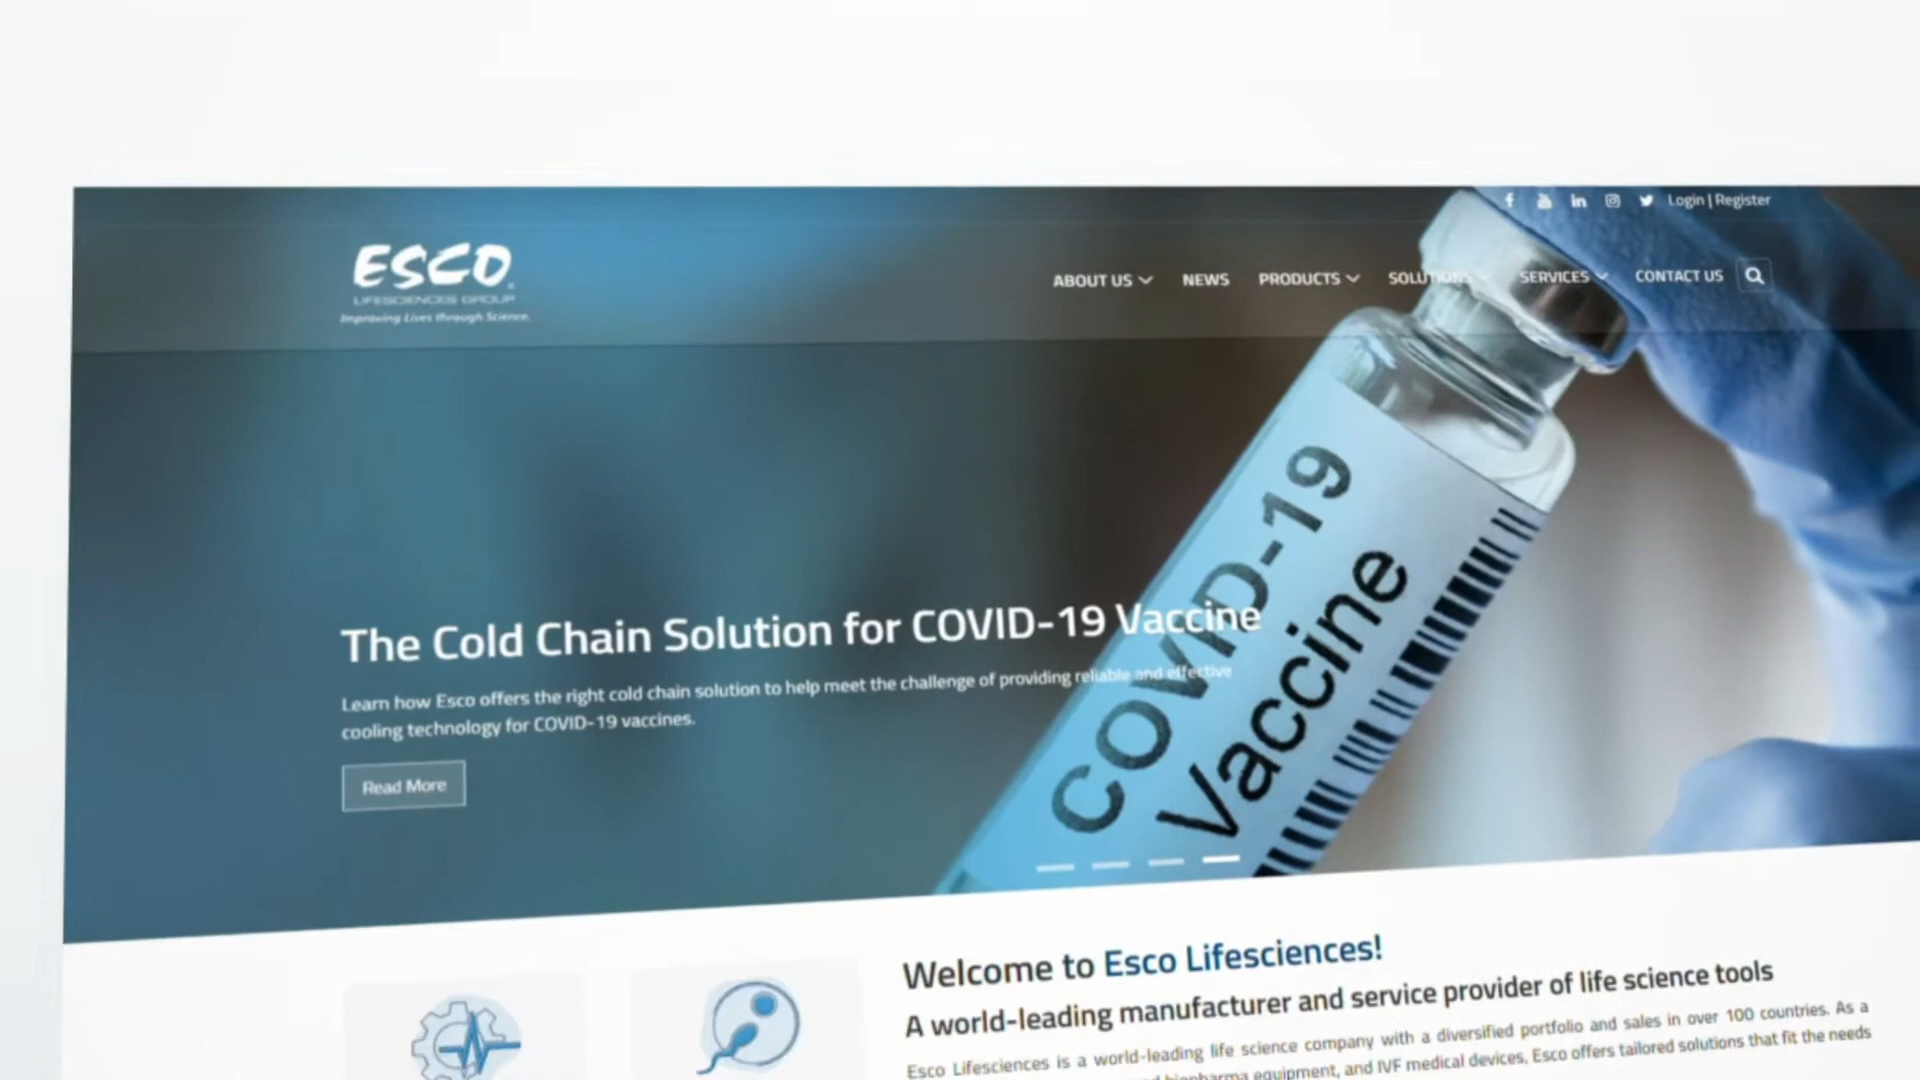 Login | Register
ESCO
LIFESCIENCES GROUP
Improving Lives through Science.
ABOUT US NEWS PRODUCTS SOLUTIONS SERVICES CONTACT US
COVID-19
Vaccine
The Cold Chain Solution for COVID-19 Vaccine
Learn how Esco offers the right cold chain solution to help meet the challenge of providing reliable and effective
cooling technology for COVID-19 vaccines.
Read More
Welcome to Esco Lifesciences!
A world-leading manufacturer and service provider of life science tools
Esco Lifesciences is a world-leading life science company with a diversified portfolio and sales in over 100 countries. As a
equipment, and IVF medical devices. Esco offers tailored solutions that fit the needs